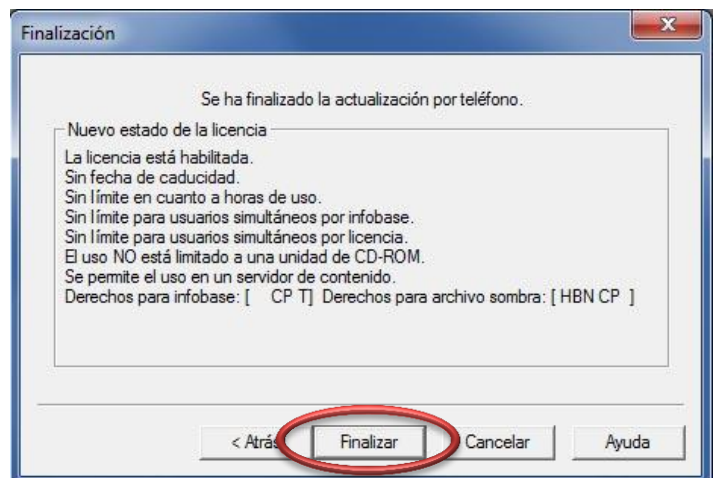 Finalización
Se ha finalizado la actualización por teléfono.
Nuevo estado de la licencia
La licencia está habilitada.
Sin fecha de caducidad.
Sin límite en cuanto a horas de uso.
Sin límite para usuarios simultáneos por infobase.
Sin límite para usuarios simultáneos por licencia.
El uso NO está limitado a una unidad de CD-ROM.
Se permite el uso en un servidor de contenido.
Derechos para infobase: [    CP T]  Derechos para archivo sombra: [ HBN CP  ]
< Atrás Finalizar Cancelar Ayuda